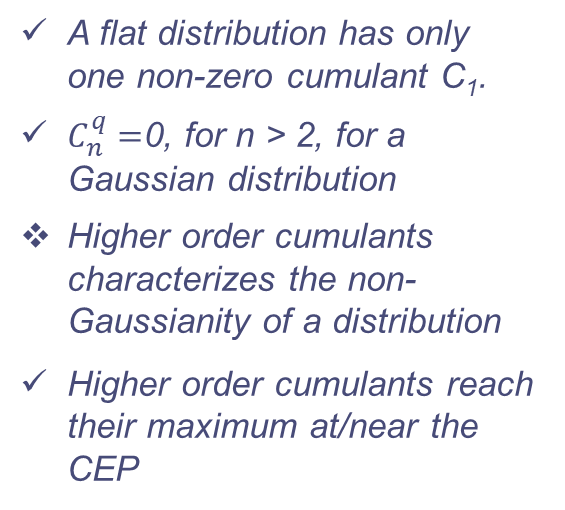 ✓ A flat distribution has only
one non-zero cumulant C₁.
✓ Cₙ^q =0, for n > 2, for a
Gaussian distribution
❖ Higher order cumulants
characterizes the non-
Gaussianity of a distribution
✓ Higher order cumulants reach
their maximum at/near the
CEP